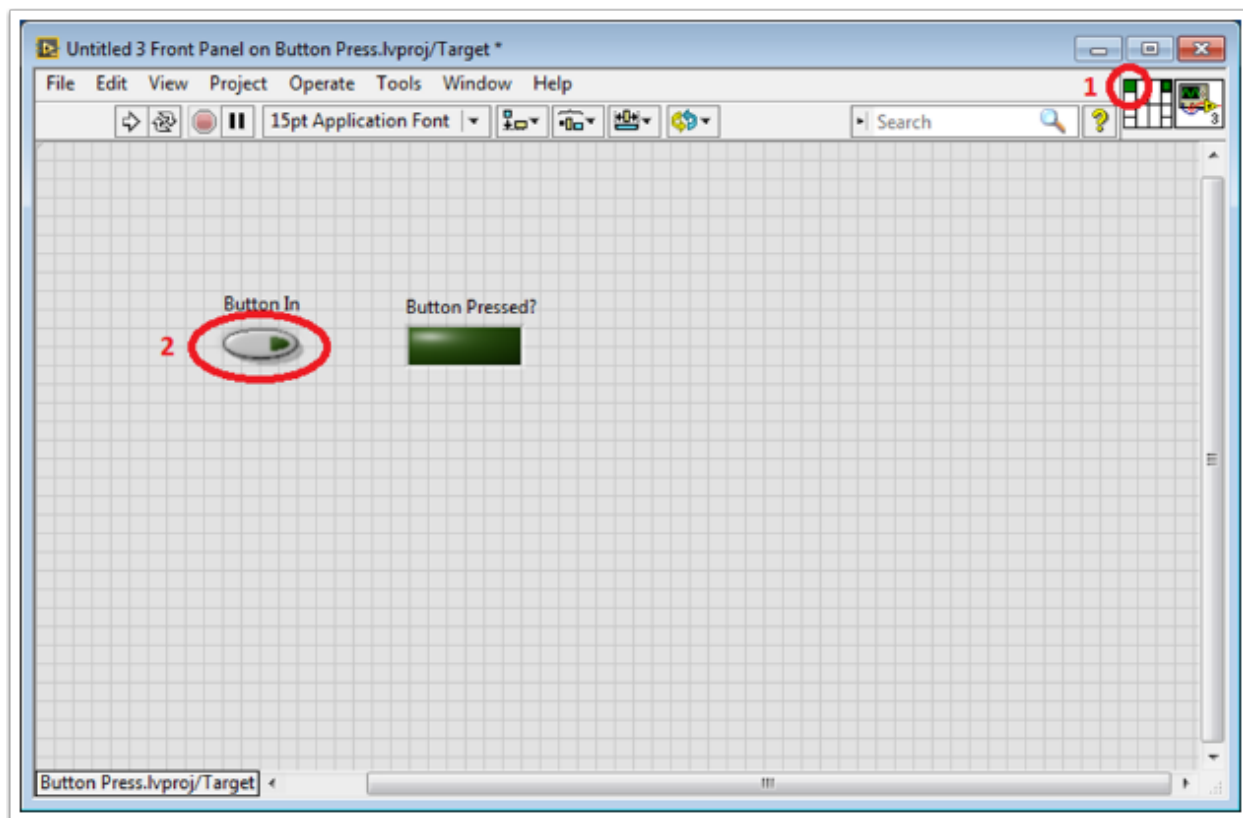 Untitled 3 Front Panel on Button Press.lvproj/Target *
File Edit View Project Operate Tools Window Help
1
15pt Application Font
Search
?
3
Button In
Button Pressed?
2
Button Press.lvproj/Target